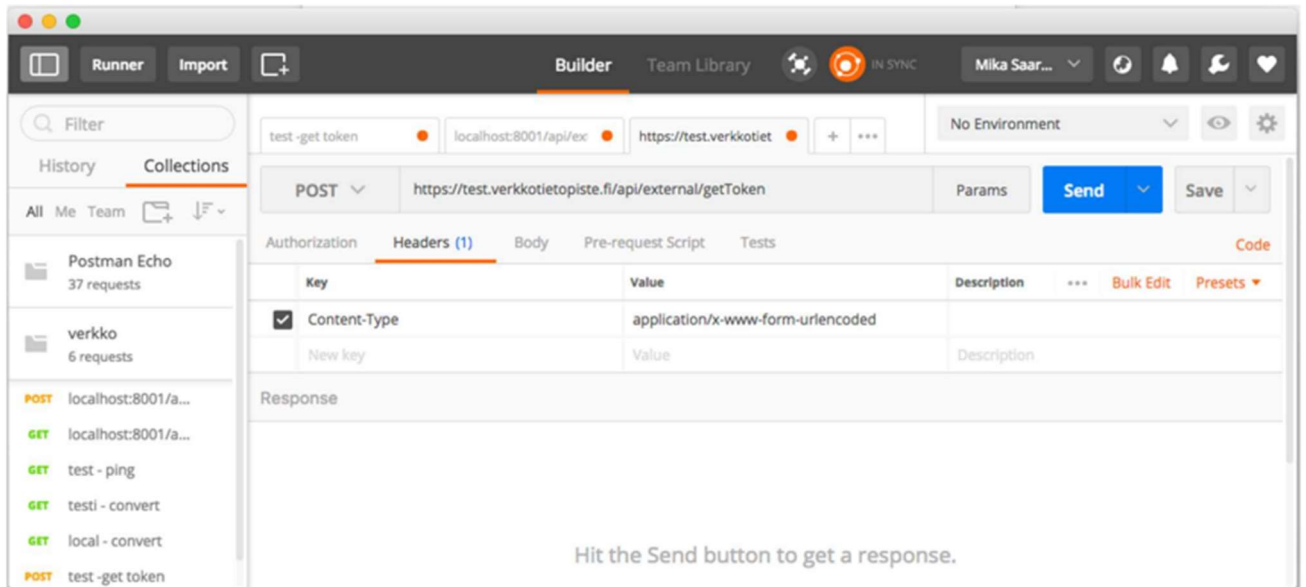 Runner Import Builder Team Library IN SYNC Mika Saar...
Filter
History Collections
All Me Team
Postman Echo
37 requests
verkko
6 requests
POST localhost:8001/a...
GET localhost:8001/a...
GET test - ping
GET testi - convert
GET local - convert
POST test -get token
test -get token localhost:8001/api/ex https://test.verkkotiet + ••• No Environment
POST https://test.verkkotietopiste.fi/api/external/getToken Params Send Save
Authorization Headers (1) Body Pre-request Script Tests Code
Key Value Description ••• Bulk Edit Presets
Content-Type application/x-www-form-urlencoded
New key Value Description
Response
Hit the Send button to get a response.